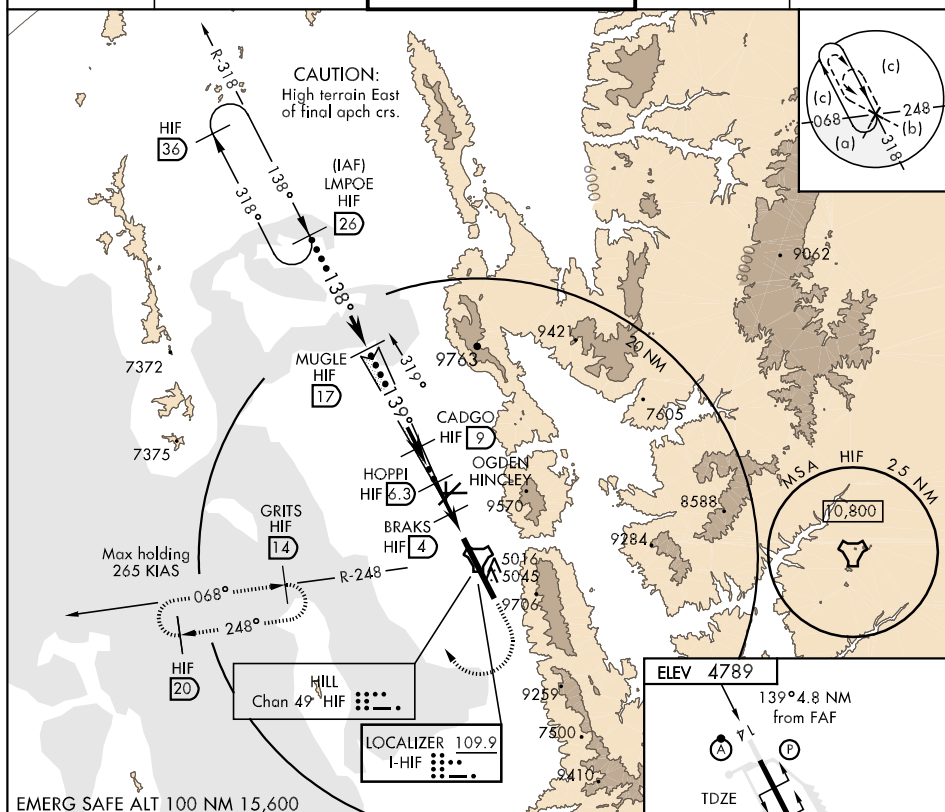 R-318
CAUTION:
High terrain East
of final apch crs.
HIF
36
138°
318°
(IAF)
LMPOE
HIF
26
138°
MUGLE
HIF
17
319°
139°
7372
7375
CADGO
HIF 9
HOPPI
HIF 6.3
OGDEN
HINCLEY
BRAKS
HIF 4
GRITS
HIF
14
Max holding
265 KIAS
R-248
068°
248°
HIF
20
9000
8000
9062
9421
20 NM
9763
7605
9570
8588
9284
5016
5045
9706
9259
7500
9410
HILL
Chan 49 HIF
LOCALIZER 109.9
I-HIF
(c)
(c)
068
248
(b)
(a)
318
MSA HIF 25 NM
10,800
ELEV 4789
139° 4.8 NM
from FAF
14
A
P
TDZE
EMERG SAFE ALT 100 NM 15,600